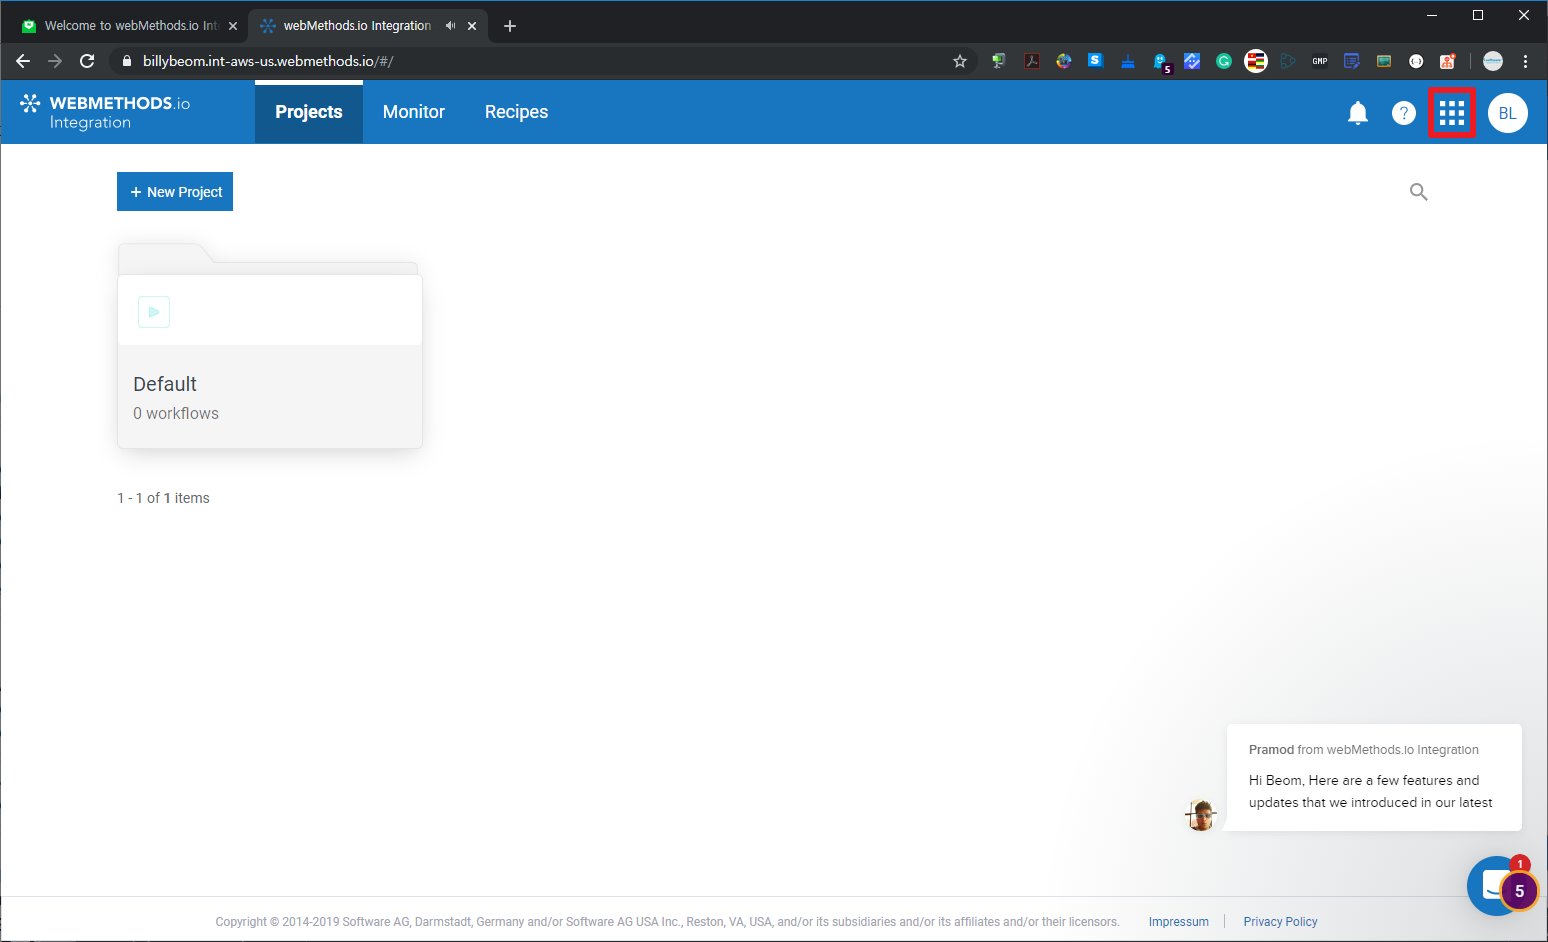 Welcome to webMethods.io Int
webMethods.io Integration
billybeom.int-aws-us.webmethods.io/#/
S
5
G
GMP
WEBMETHODS.io
Integration
Projects
Monitor
Recipes
?
BL
+ New Project
Default
0 workflows
1 - 1 of 1 items
Pramod from webMethods.io Integration
Hi Beom, Here are a few features and
updates that we introduced in our latest
1
5
Copyright © 2014-2019 Software AG, Darmstadt, Germany and/or Software AG USA Inc., Reston, VA, USA, and/or its subsidiaries and/or its affiliates and/or their licensors.
Impressum
Privacy Policy